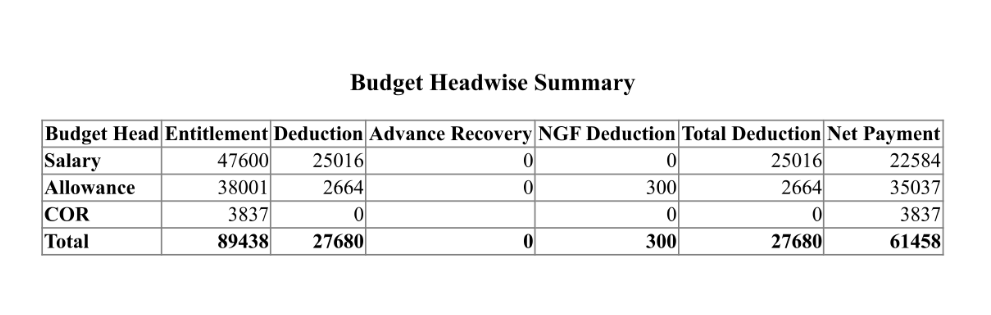 Budget Headwise Summary
Budget Head Entitlement Deduction Advance Recovery NGF Deduction Total Deduction Net Payment
Salary 47600 25016 0 0 25016 22584
Allowance 38001 2664 0 300 2664 35037
COR 3837 0 0 0 3837
Total 89438 27680 0 300 27680 61458